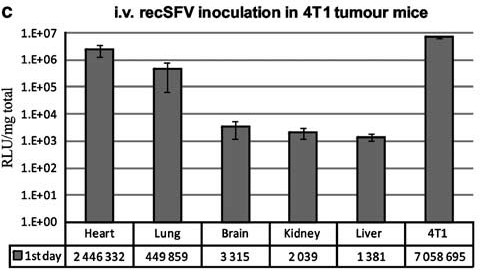 C
i.v. recSFV inoculation in 4T1 tumour mice
RLU/mg total
1.E+07
1.E+06
1.E+05
1.E+04
1.E+03
1.E+02
1.E+01
1.E+00
Heart Lung Brain Kidney Liver 4T1
1st day 2 446 332 449 859 3 315 2 039 1 381 7 058 695